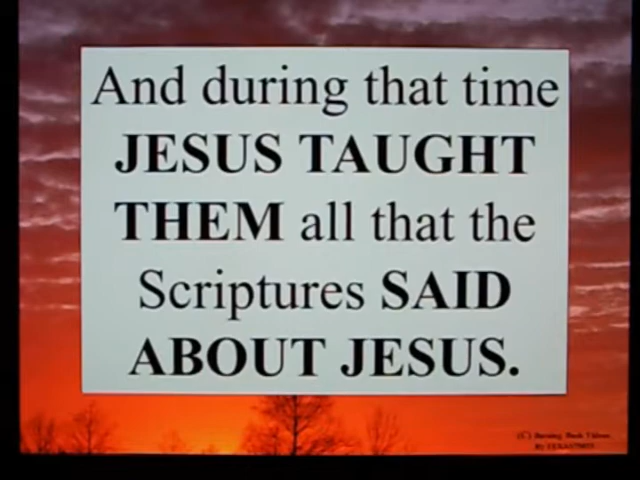 And during that time
JESUS TAUGHT
THEM all that the
Scriptures SAID
ABOUT JESUS.